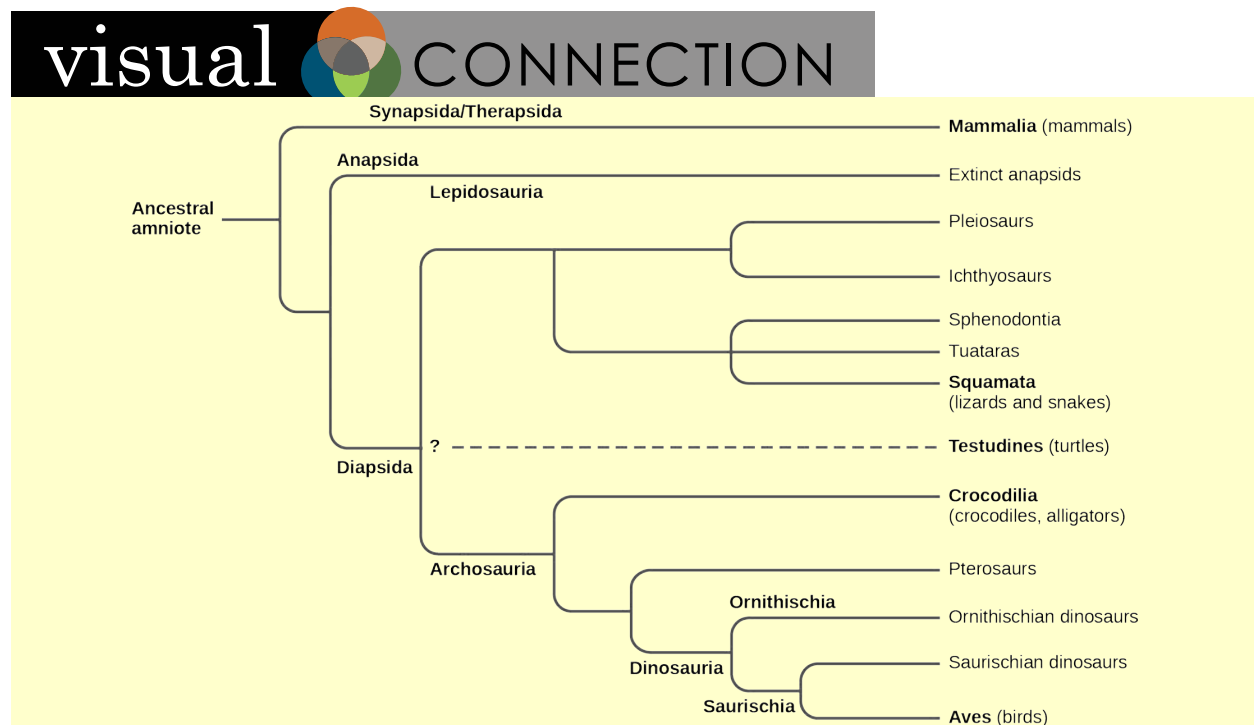 visual CONNECTION
Synapsida/Therapsida
Mammalia (mammals)
Anapsida
Extinct anapsids
Lepidosauria
Ancestral
amniote
Pleiosaurs
Ichthyosaurs
Sphenodontia
Tuataras
Squamata
(lizards and snakes)
?
Testudines (turtles)
Diapsida
Crocodilia
(crocodiles, alligators)
Archosauria
Pterosaurs
Ornithischia
Ornithischian dinosaurs
Dinosauria
Saurischian dinosaurs
Saurischia
Aves (birds)